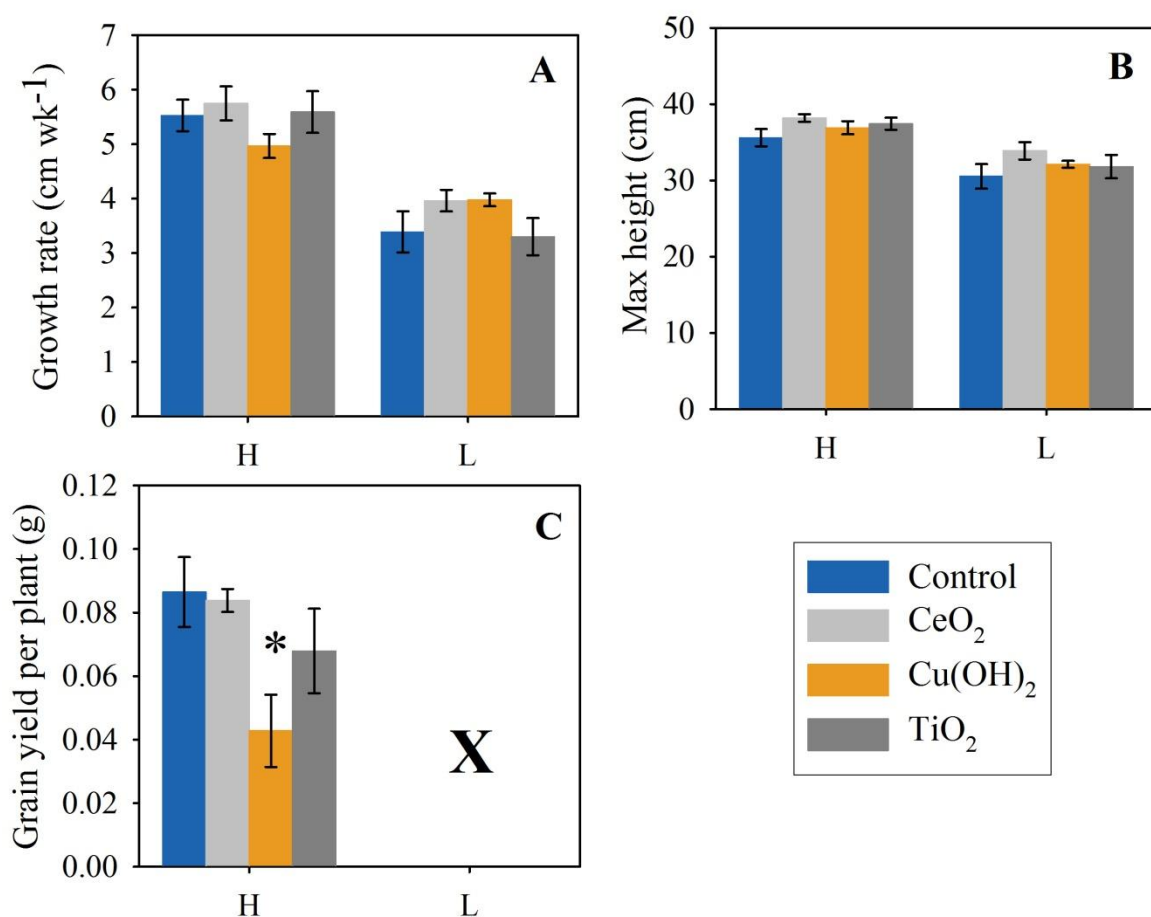 A
Growth rate (cm wk-1)
7
6
5
4
3
2
1
0
H L
B
Max height (cm)
50
40
30
20
10
0
H L
C
Grain yield per plant (g)
0.12
0.10
0.08
0.06
0.04
0.02
0.00
*
X
H L
Control
CeO2
Cu(OH)2
TiO2